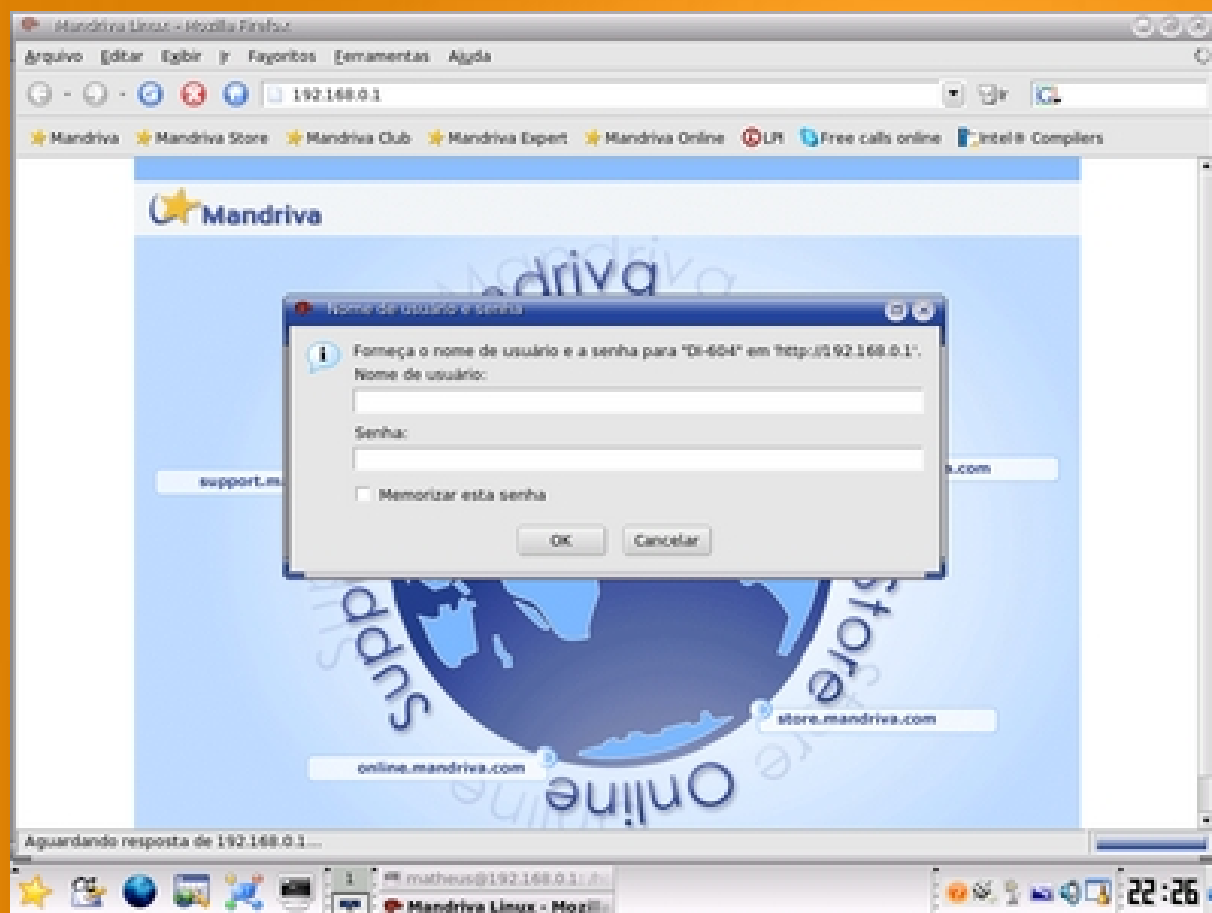 Mandriva Linux - Mozilla Firefox
Arquivo Editar Exibir Ir Favoritos Ferramentas Ajuda
192.168.0.1
Ir
Mandriva Mandriva Store Mandriva Club Mandriva Expert Mandriva Online LPI Free calls online Intel® Compilers
Mandriva
Nome de usuário e senha
Forneça o nome de usuário e a senha para "DI-604" em 'http://192.168.0.1'.
Nome de usuário:
Senha:
Memorizar esta senha
OK Cancelar
Store
store.mandriva.com
online.mandriva.com
Online
Aguardando resposta de 192.168.0.1...
1
matheus@192.168.0.1:
Mandriva Linux - Mozill
22:26